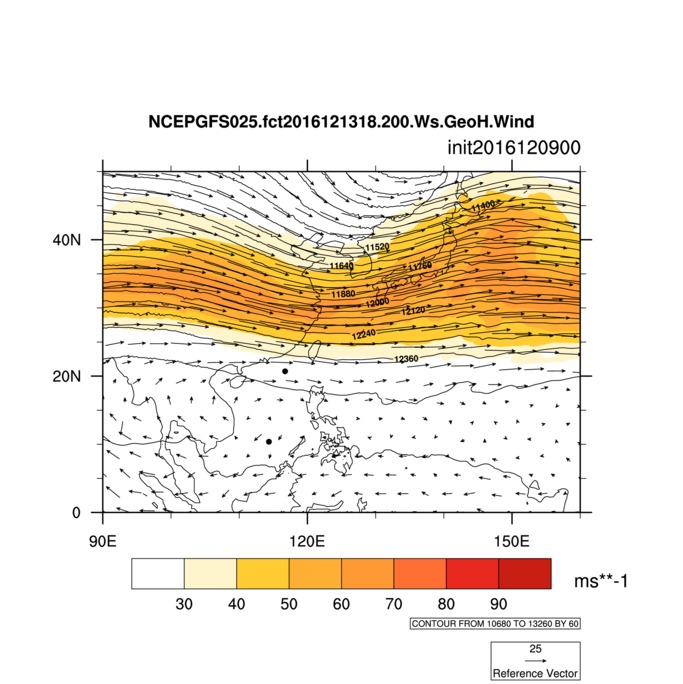 NCEPGFS025.fct2016121318.200.Ws.GeoH.Wind
init2016120900
11400
11520
11640
11760
11880
12000
12120
12240
12360
40N
20N
0
90E 120E 150E
30 40 50 60 70 80 90
ms**-1
CONTOUR FROM 10680 TO 13260 BY 60
25
Reference Vector